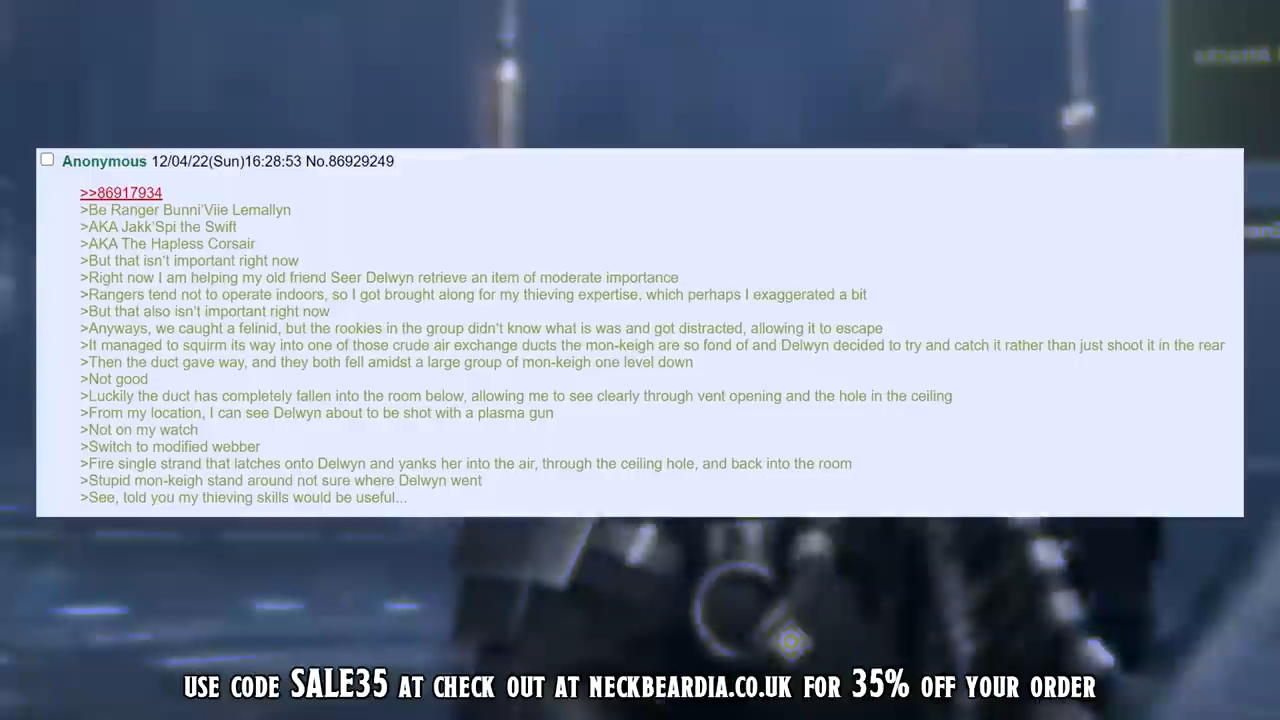 Anonymous 12/04/22(Sun)16:28:53 No.86929249
>>86917934
>Be Ranger Bunni'Viie Lemallyn
>AKA Jakk'Spi the Swift
>AKA The Hapless Corsair
>But that isn't important right now
>Right now I am helping my old friend Seer Delwyn retrieve an item of moderate importance
>Rangers tend not to operate indoors, so I got brought along for my thieving expertise, which perhaps I exaggerated a bit
>But that also isn't important right now
>Anyways, we caught a felinid, but the rookies in the group didn't know what is was and got distracted, allowing it to escape
>It managed to squirm its way into one of those crude air exchange ducts the mon-keigh are so fond of and Delwyn decided to try and catch it rather than just shoot it in the rear
>Then the duct gave way, and they both fell amidst a large group of mon-keigh one level down
>Not good
>Luckily the duct has completely fallen into the room below, allowing me to see clearly through vent opening and the hole in the ceiling
>From my location, I can see Delwyn about to be shot with a plasma gun
>Not on my watch
>Switch to modified webber
>Fire single strand that latches onto Delwyn and yanks her into the air, through the ceiling hole, and back into the room
>Stupid mon-keigh stand around not sure where Delwyn went
>See, told you my thieving skills would be useful...
USE CODE SALE35 AT CHECK OUT AT NECKBEARDIA.CO.UK FOR 35% OFF YOUR ORDER